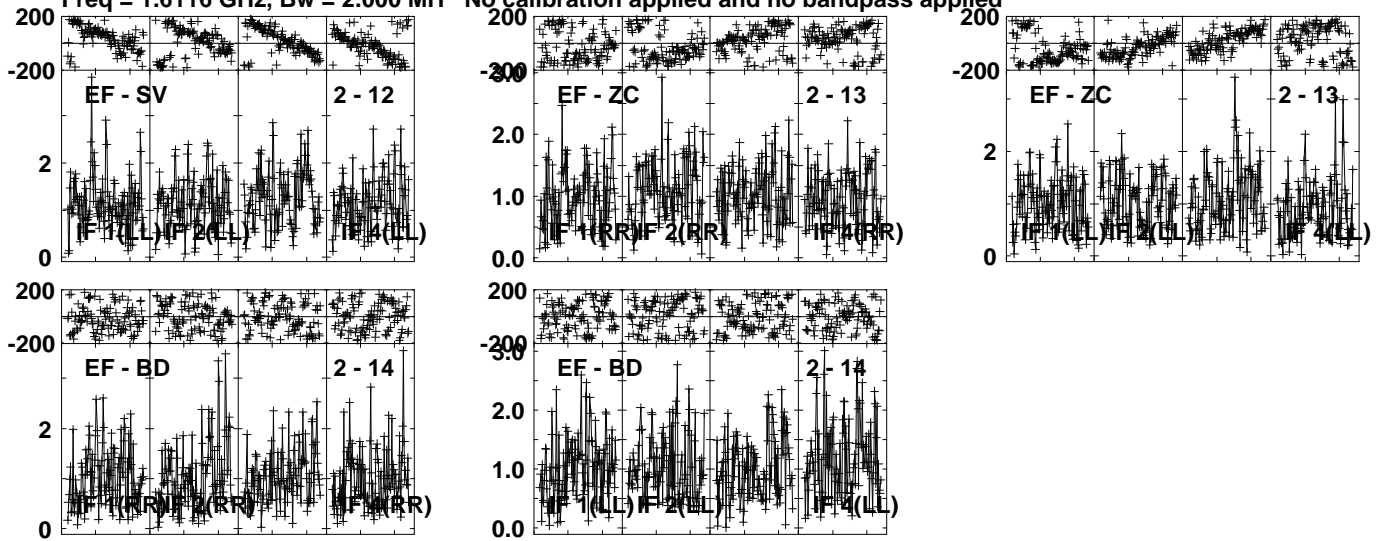 Freq = 1.6116 GHz, Bw = 2.000 MH No calibration applied and no bandpass applied
200
-200
EF - SV
2 - 12
2
0
IF 1(LL)
IF 2(LL)
IF 4(LL)
200
-200
3.0
EF - ZC
2 - 13
2.0
1.0
0.0
IF 1(RR)
IF 2(RR)
IF 4(RR)
200
-200
EF - ZC
2 - 13
2
0
IF 1(LL)
IF 2(LL)
IF 4(LL)
200
-200
EF - BD
2 - 14
2
0
IF 1(RR)
IF 2(RR)
IF 4(RR)
200
-200
3.0
EF - BD
2 - 14
2.0
1.0
0.0
IF 1(LL)
IF 2(LL)
IF 4(LL)